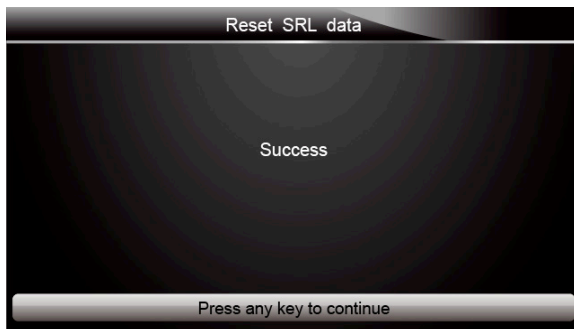 Reset SRL data
Success
Press any key to continue